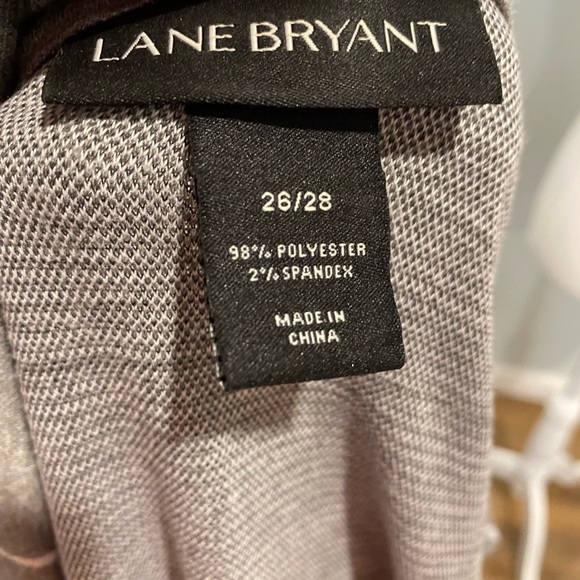 LANE BRYANT
26/28
98% POLYESTER
2% SPANDEX
MADE IN
CHINA